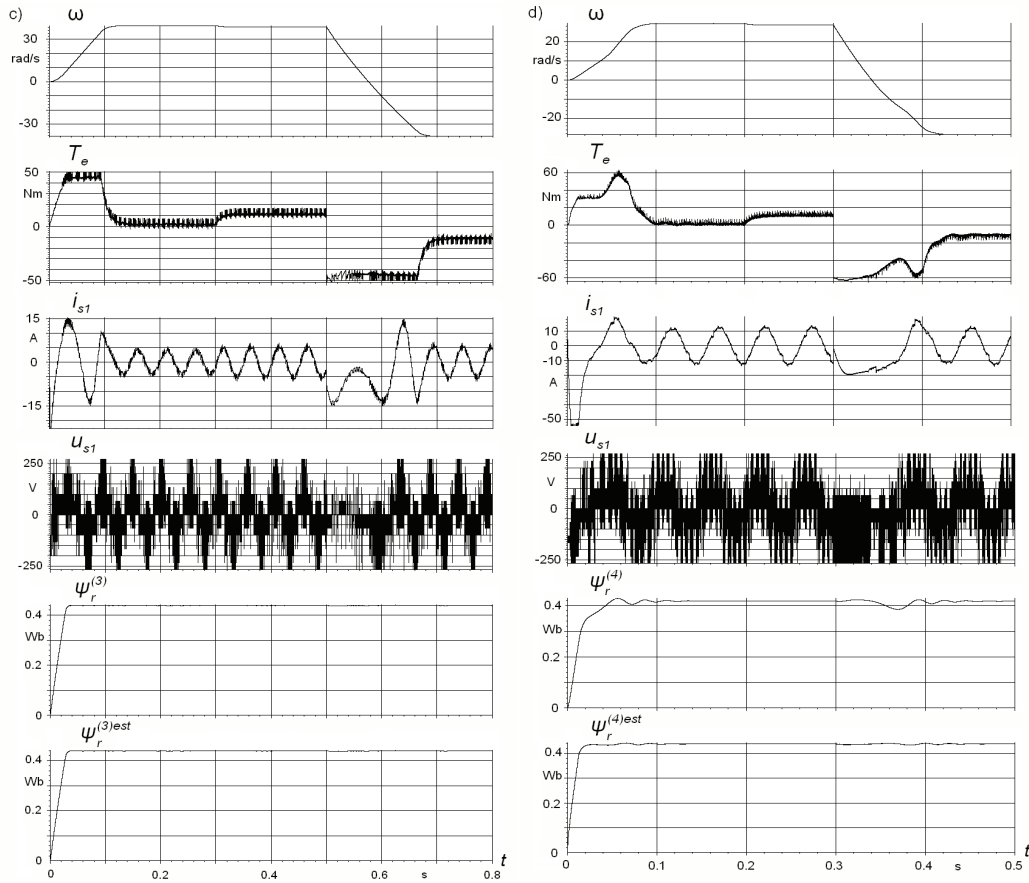 c)
ω
30
rad/s
0
-30
T_e
50
Nm
0
-50
i_s1
15
A
0
-15
u_s1
250
V
0
-250
ψ_r^(3)
0.4
Wb
0.2
0
ψ_r^(3)est
0.4
Wb
0.2
0
0
0.2
0.4
0.6
s
0.8
t
d)
ω
20
rad/s
0
-20
T_e
60
Nm
0
-60
i_s1
10
-10
A
-50
u_s1
250
V
0
-250
ψ_r^(4)
0.4
Wb
0.2
0
ψ_r^(4)est
0.4
Wb
0.2
0
0
0.1
0.2
0.3
s
0.4
0.5
t